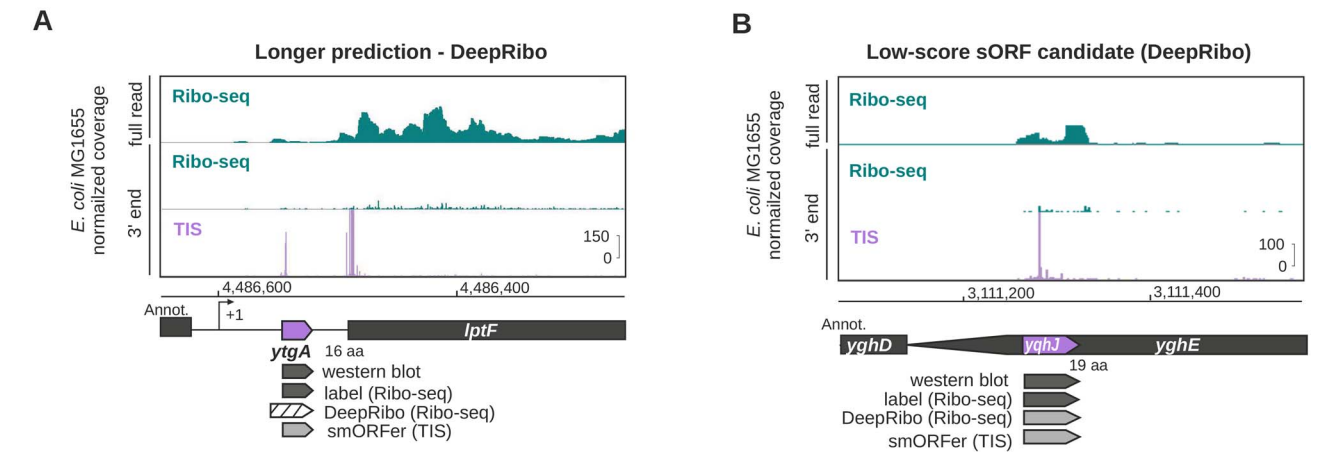 A
Longer prediction - DeepRibo
E. coli MG1655
normailzed coverage
full read
3' end
Ribo-seq
Ribo-seq
TIS
150
0
4,486,600
4,486,400
Annot.
+1
lptF
ytgA
16 aa
western blot
label (Ribo-seq)
DeepRibo (Ribo-seq)
smORFer (TIS)
B
Low-score sORF candidate (DeepRibo)
E. coli MG1655
normailzed coverage
full read
3' end
Ribo-seq
Ribo-seq
TIS
100
0
3,111,200
3,111,400
Annot.
yghD
yqhJ
yghE
19 aa
western blot
label (Ribo-seq)
DeepRibo (Ribo-seq)
smORFer (TIS)